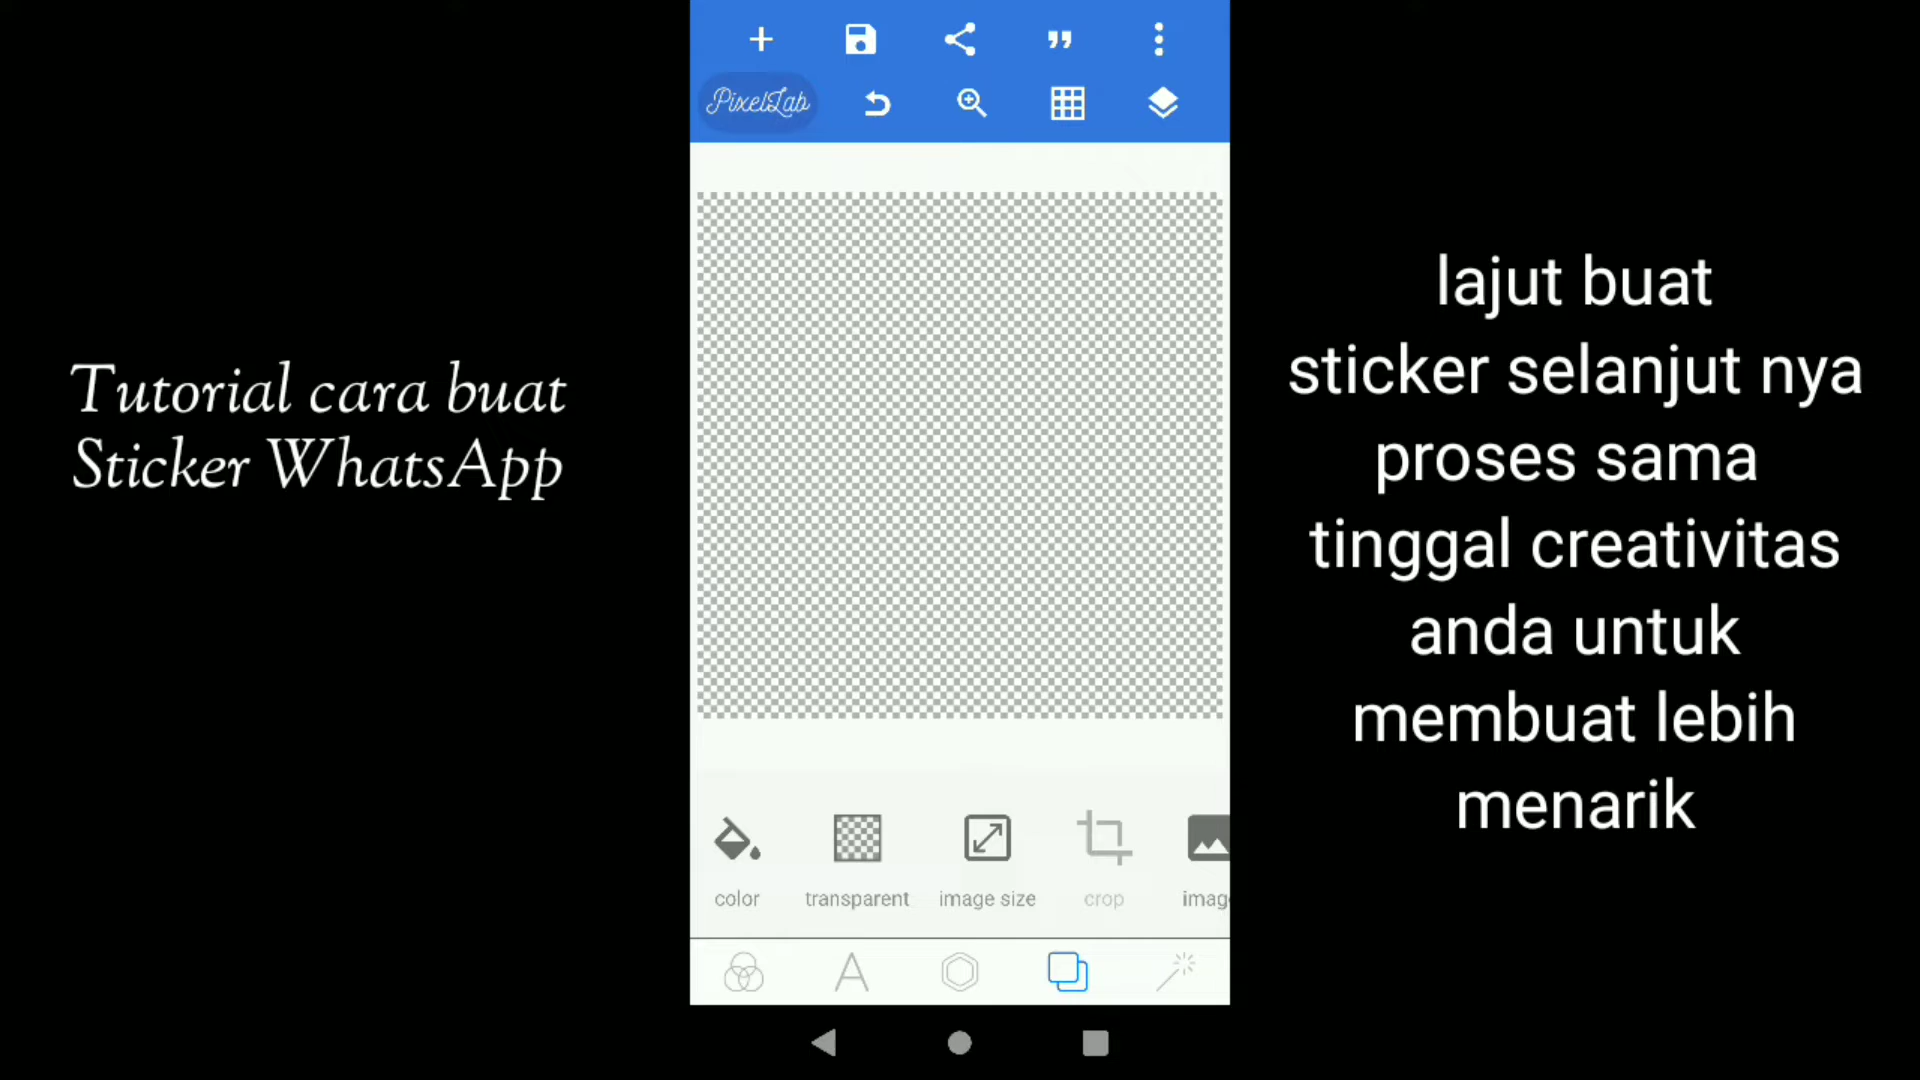 Tutorial cara buat
Sticker WhatsApp
PixelLab
color
transparent
image size
crop
imag
lajut buat
sticker selanjut nya
proses sama
tinggal creativitas
anda untuk
membuat lebih
menarik